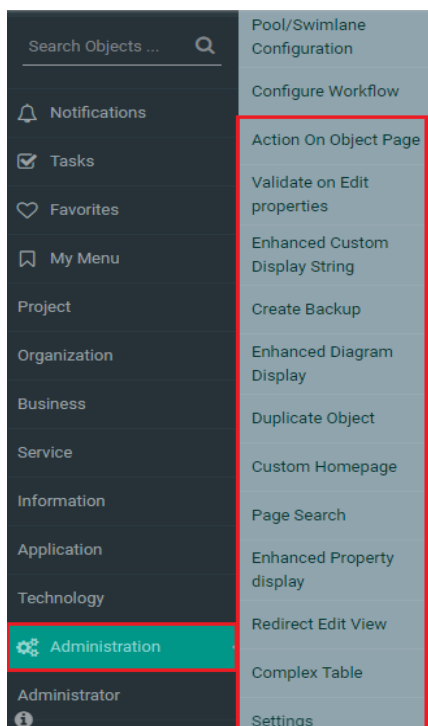 Search Objects ...
Notifications
Tasks
Favorites
My Menu
Project
Organization
Business
Service
Information
Application
Technology
Administration
Administrator
Pool/Swimlane
Configuration
Configure Workflow
Action On Object Page
Validate on Edit
properties
Enhanced Custom
Display String
Create Backup
Enhanced Diagram
Display
Duplicate Object
Custom Homepage
Page Search
Enhanced Property
display
Redirect Edit View
Complex Table
Settings